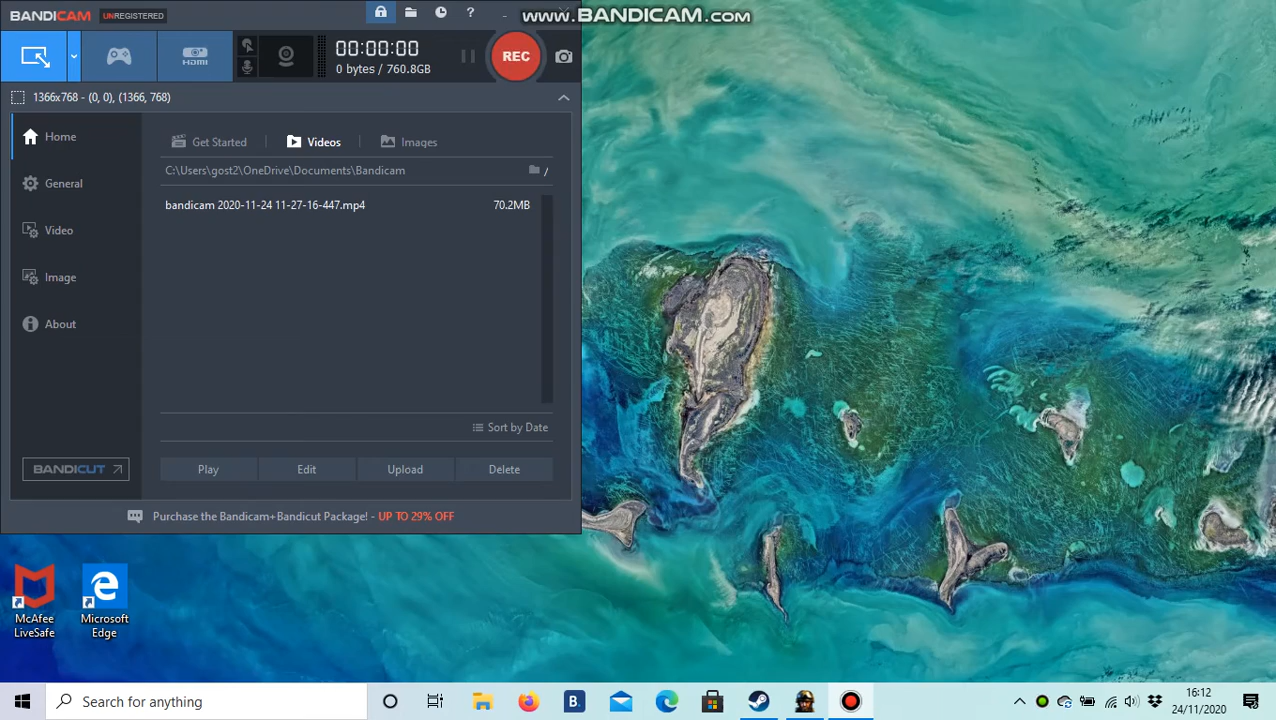 BANDICAM UNREGISTERED
www.BANDICAM.com
00:00:00
0 bytes / 760.8GB
HDMI
REC
1366x768 - (0, 0), (1366, 768)
Home
General
Video
Image
About
BANDICUT
Get Started
Videos
Images
C:\Users\gost2\OneDrive\Documents\Bandicam
/
bandicam 2020-11-24 11-27-16-447.mp4 70.2MB
Sort by Date
Play Edit Upload Delete
Purchase the Bandicam+Bandicut Package! - UP TO 29% OFF
McAfee
LiveSafe
Microsoft
Edge
Search for anything
B.
16:12
24/11/2020